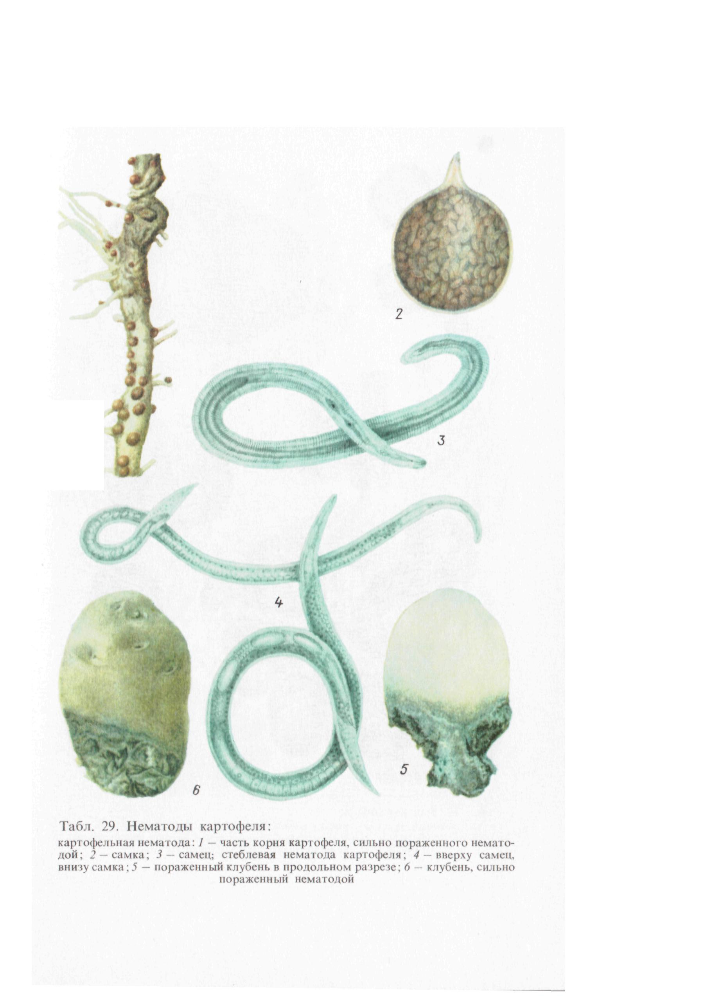 2
3
4
5
6
Табл. 29. Нематоды картофеля:
картофельная нематода: 1 — часть корня картофеля, сильно пораженного немато-
дой; 2 — самка; 3 — самец; стеблевая нематода картофеля; 4 — вверху самец,
внизу самка; 5 — пораженный клубень в продольном разрезе; 6 — клубень, сильно
пораженный нематодой